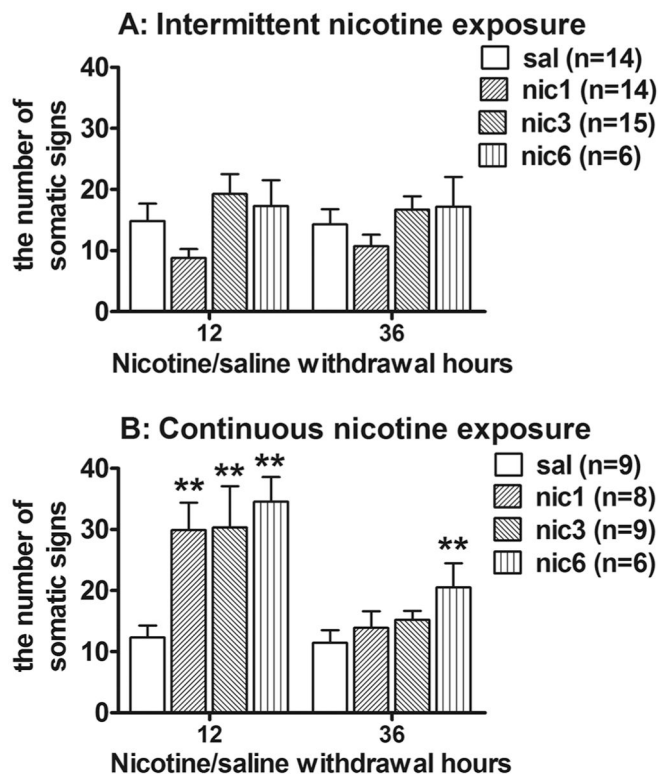 A: Intermittent nicotine exposure
sal (n=14)
nic1 (n=14)
nic3 (n=15)
nic6 (n=6)
the number of
somatic signs
40
30
20
10
0
12
36
Nicotine/saline withdrawal hours
B: Continuous nicotine exposure
sal (n=9)
nic1 (n=8)
nic3 (n=9)
nic6 (n=6)
the number of
somatic signs
40
30
20
10
0
** ** **
**
12
36
Nicotine/saline withdrawal hours